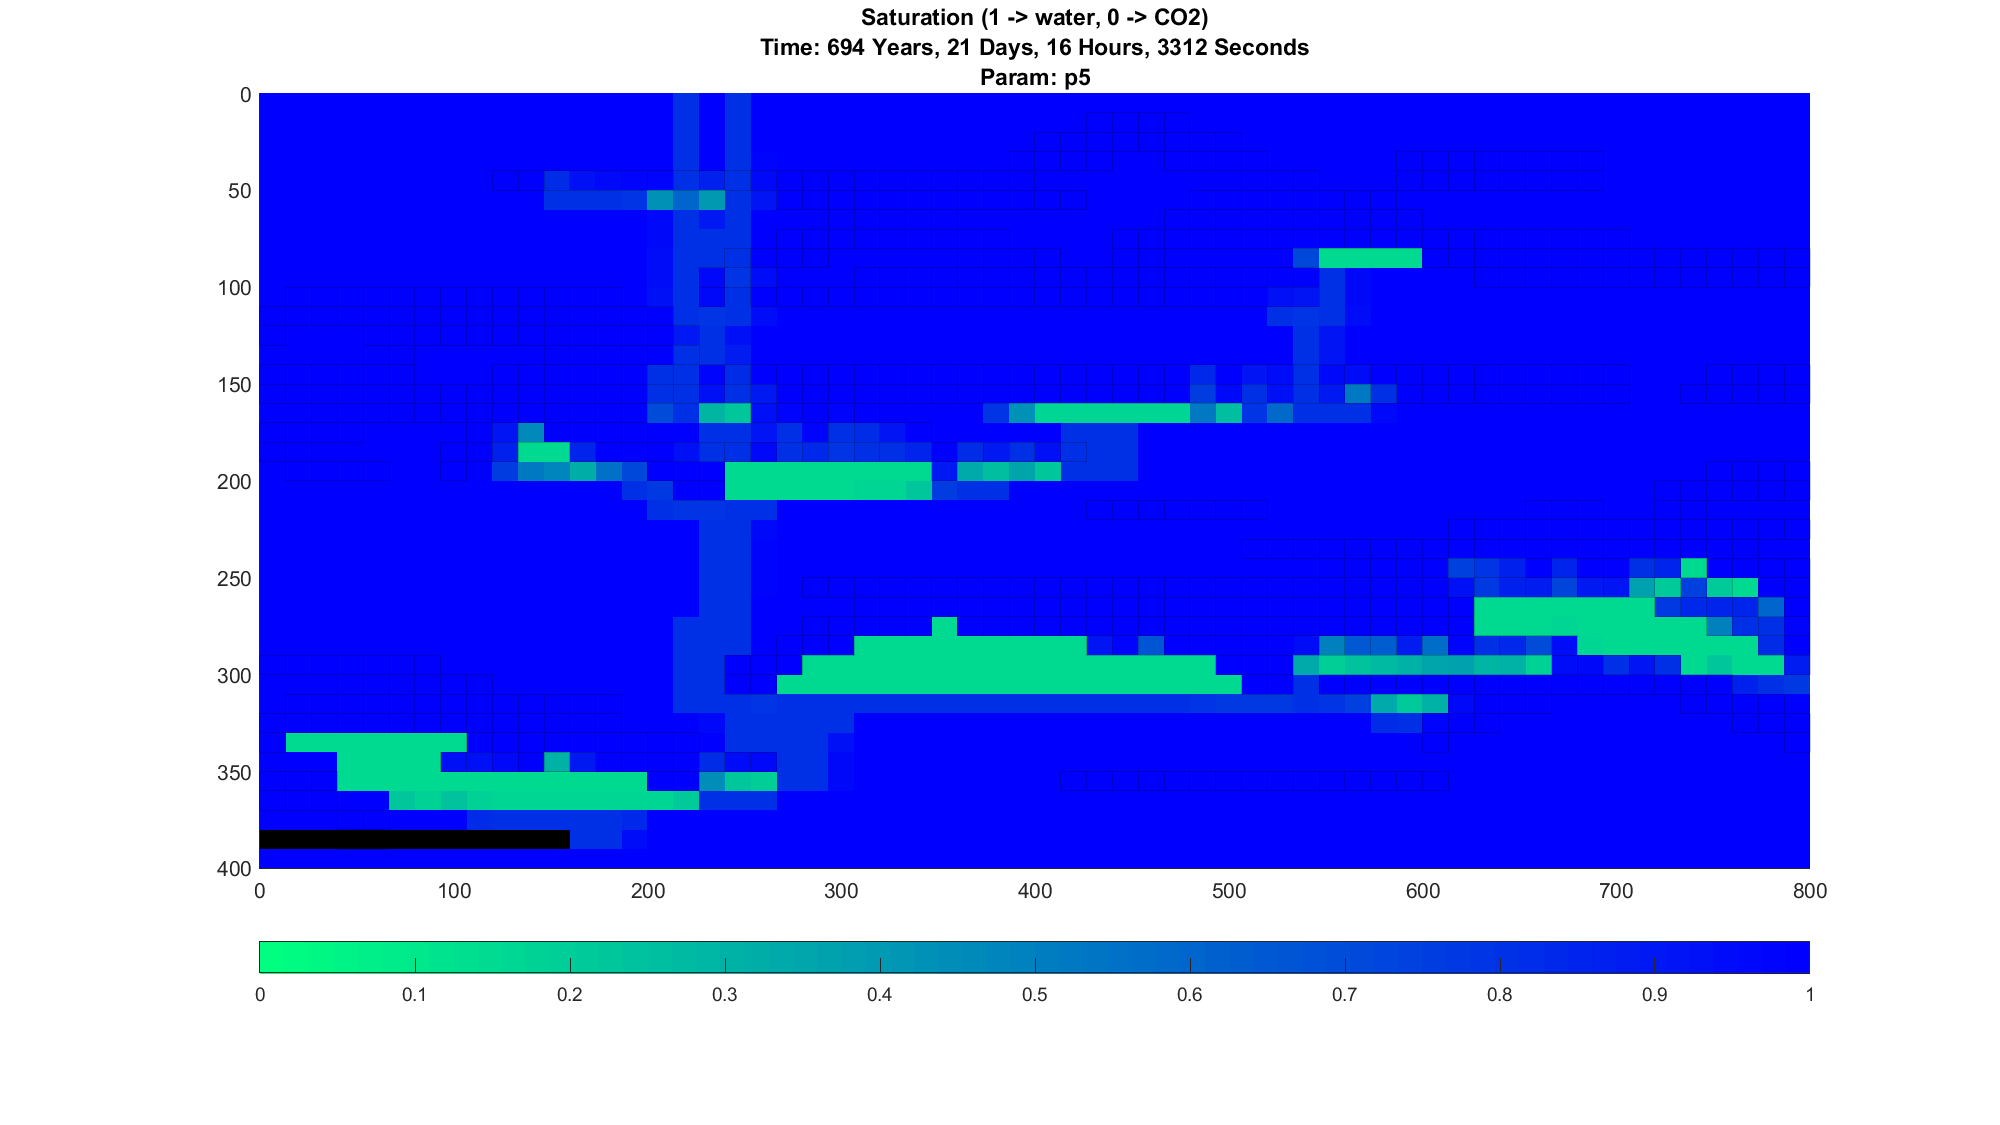 Saturation (1 -> water, 0 -> CO2)
Time: 694 Years, 21 Days, 16 Hours, 3312 Seconds
Param: p5
0
50
100
150
200
250
300
350
400
0 100 200 300 400 500 600 700 800
0 0.1 0.2 0.3 0.4 0.5 0.6 0.7 0.8 0.9 1